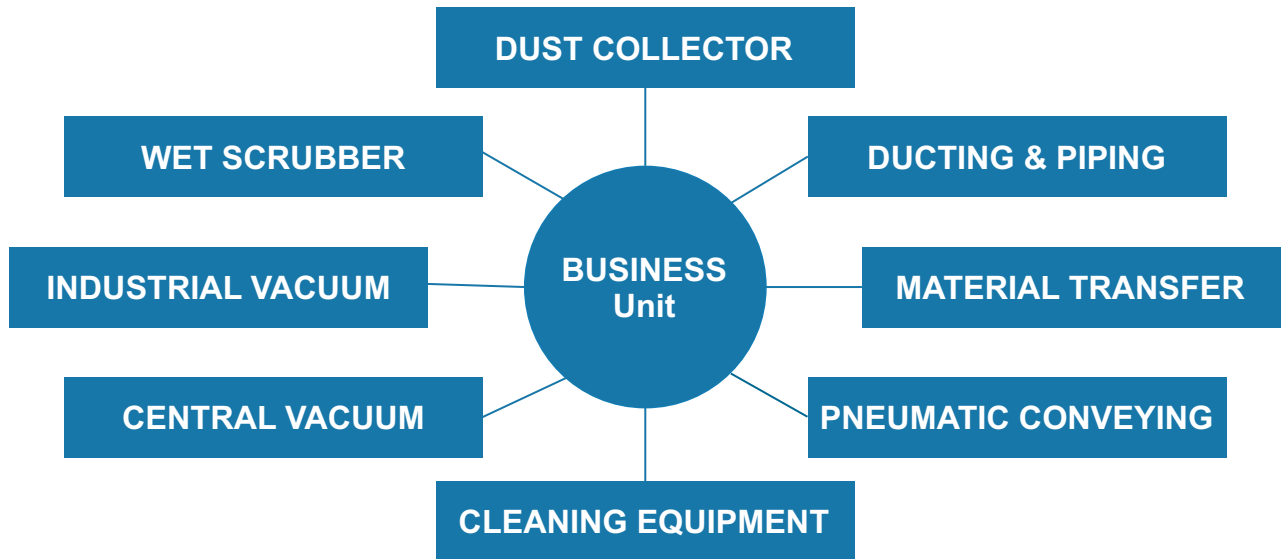 DUST COLLECTOR
WET SCRUBBER
DUCTING & PIPING
INDUSTRIAL VACUUM
BUSINESS
Unit
MATERIAL TRANSFER
CENTRAL VACUUM
PNEUMATIC CONVEYING
CLEANING EQUIPMENT